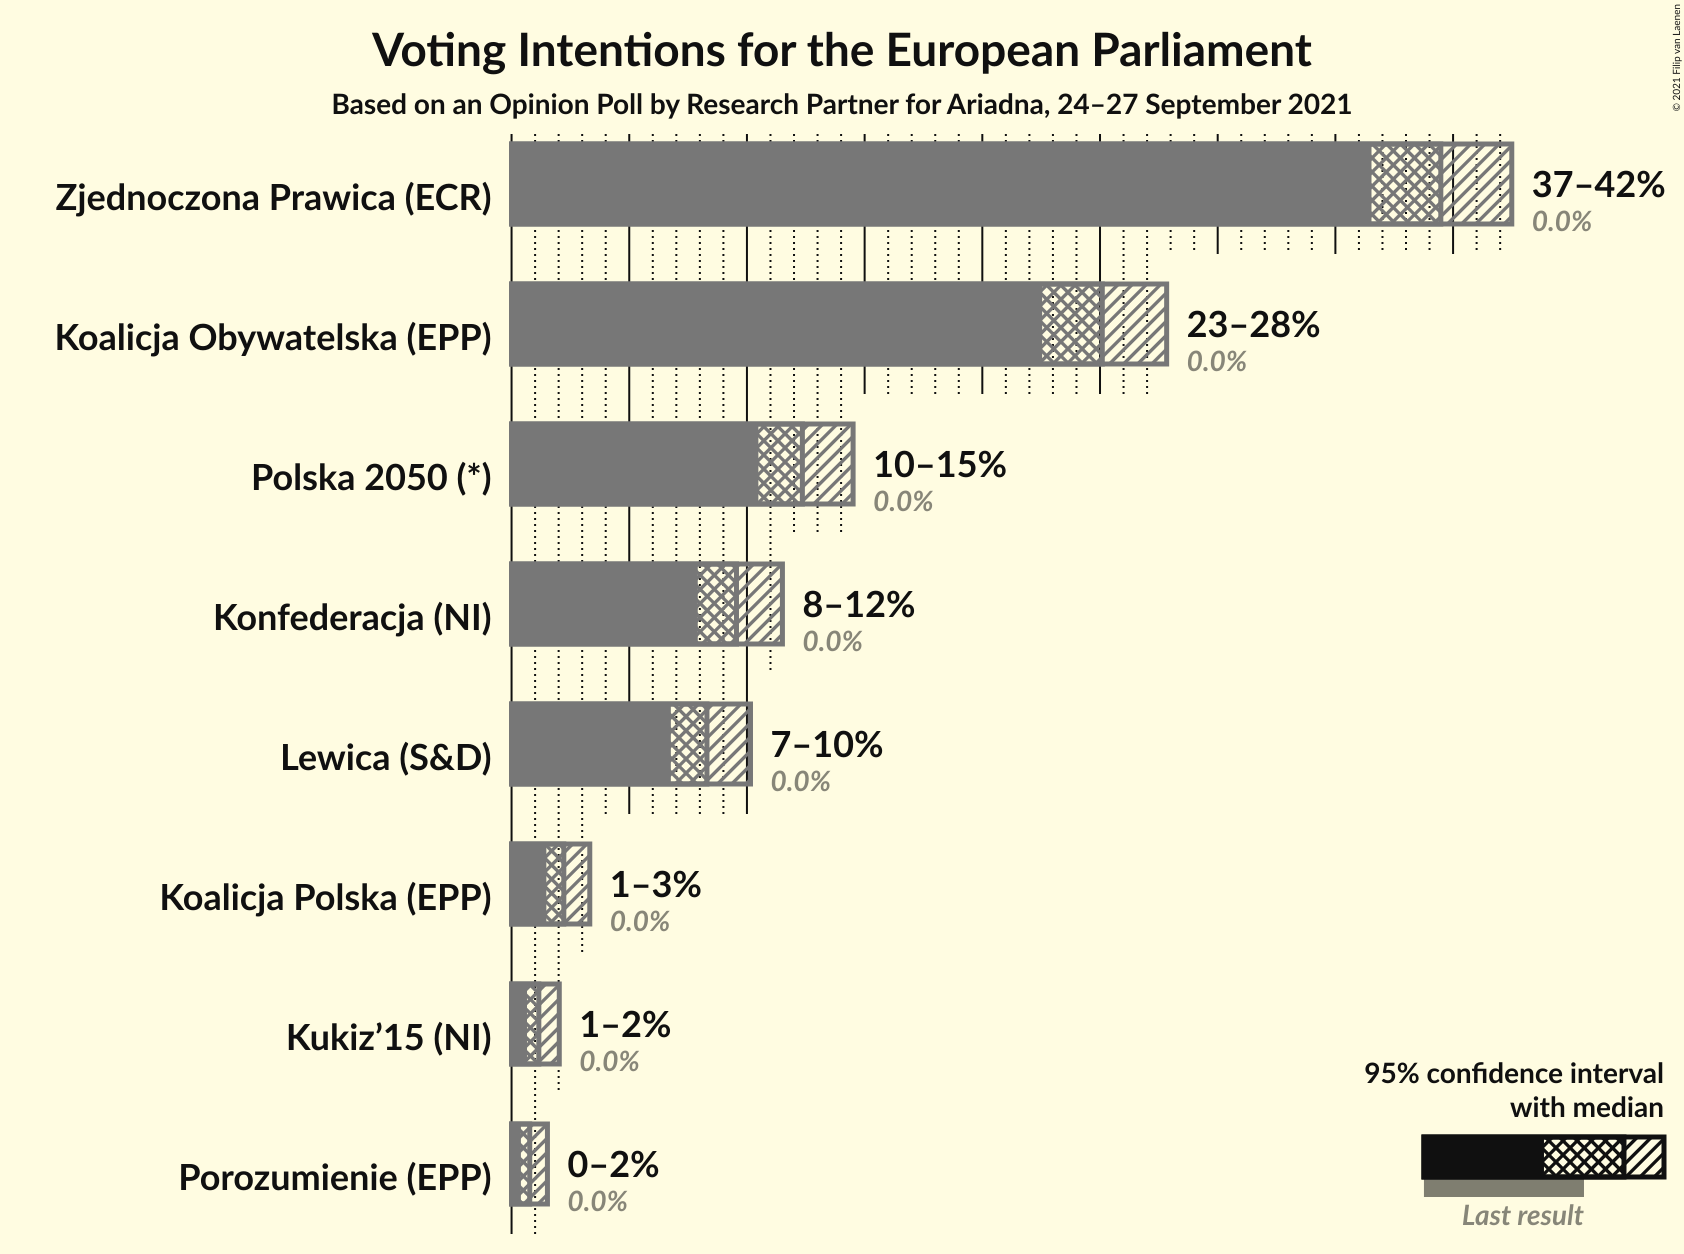 Voting Intentions for the European Parliament
Based on an Opinion Poll by Research Partner for Ariadna, 24–27 September 2021
© 2021 Filip van Laenen
Zjednoczona Prawica (ECR)
37–42%
0.0%
Koalicja Obywatelska (EPP)
23–28%
0.0%
Polska 2050 (*)
10–15%
0.0%
Konfederacja (NI)
8–12%
0.0%
Lewica (S&D)
7–10%
0.0%
Koalicja Polska (EPP)
1–3%
0.0%
Kukiz’15 (NI)
1–2%
0.0%
Porozumienie (EPP)
0–2%
0.0%
95% confidence interval
with median
Last result